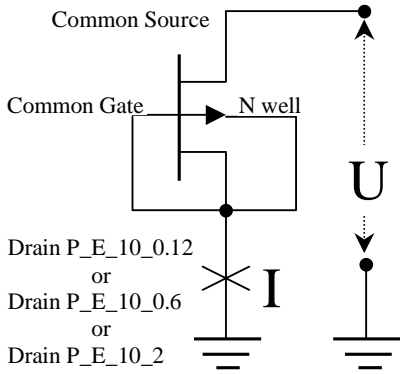 Common Source
Common Gate
N well
U
Drain P_E_10_0.12
or
Drain P_E_10_0.6
or
Drain P_E_10_2
I